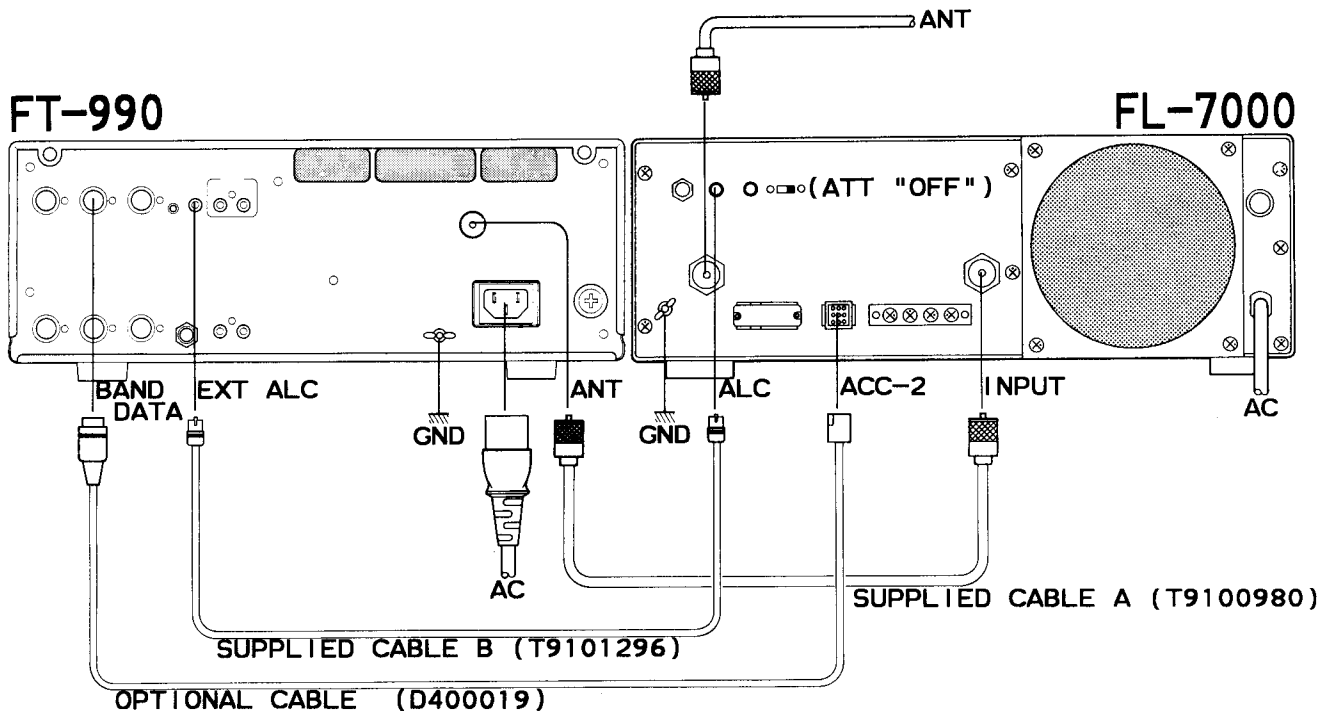 ANT
FT-990
FL-7000
(ATT "OFF")
BAND DATA
EXT ALC
GND
ANT
GND
ALC
ACC-2
INPUT
AC
AC
SUPPLIED CABLE A (T9100980)
SUPPLIED CABLE B (T9101296)
OPTIONAL CABLE (D400019)